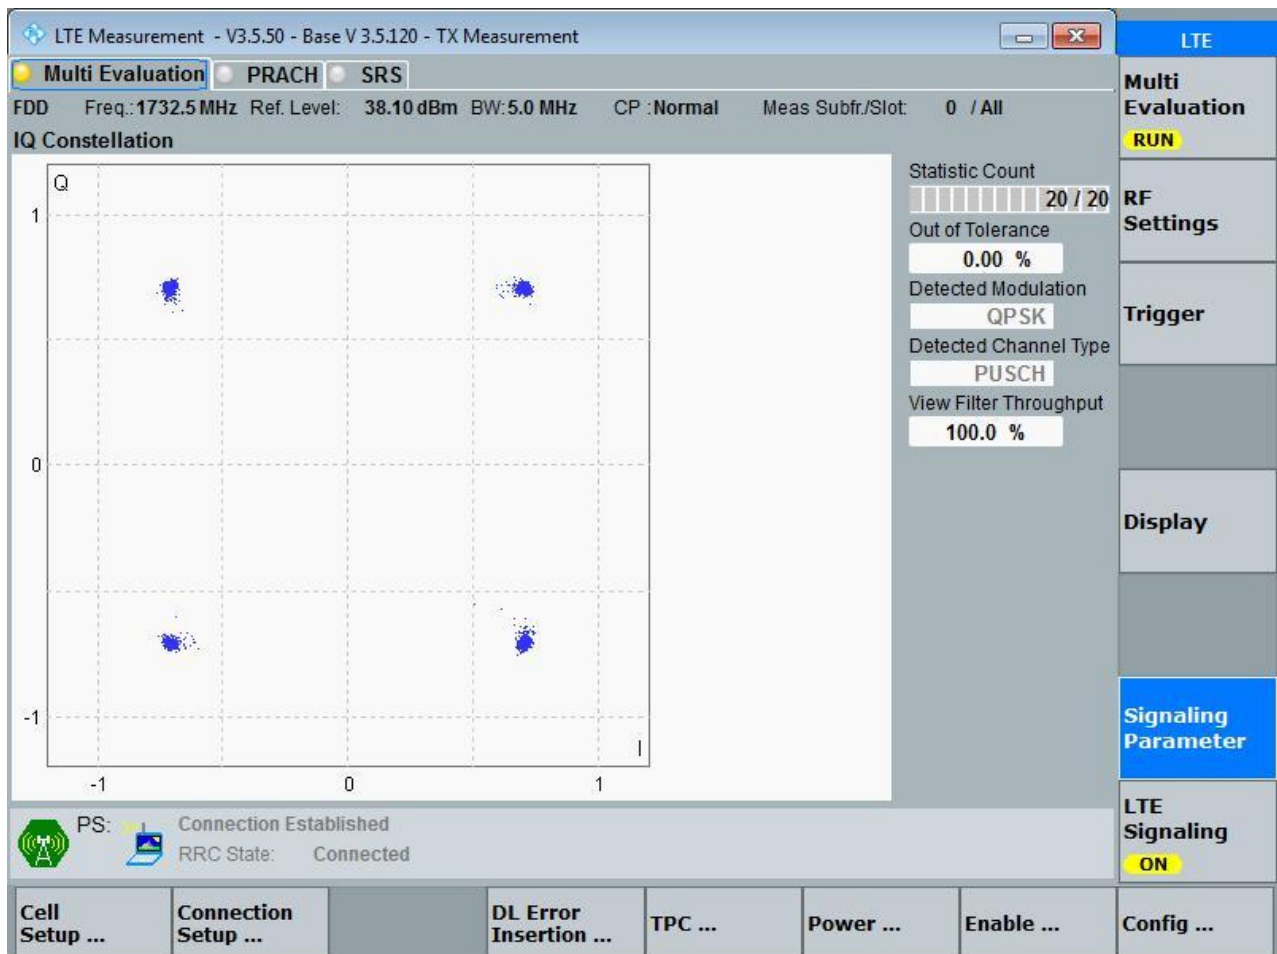 LTE Measurement - V3.5.50 - Base V 3.5.120 - TX Measurement
LTE
Multi Evaluation PRACH SRS
Multi
Evaluation
RUN
FDD Freq.:1732.5 MHz Ref. Level: 38.10 dBm BW:5.0 MHz CP :Normal Meas Subfr./Slot: 0 / All
IQ Constellation
Q
1
0
-1
I
-1 0 1
Statistic Count
20 / 20
Out of Tolerance
0.00 %
Detected Modulation
QPSK
Detected Channel Type
PUSCH
View Filter Throughput
100.0 %
RF
Settings
Trigger
Display
Signaling
Parameter
LTE
Signaling
ON
PS:
Connection Established
RRC State: Connected
Cell
Setup ...
Connection
Setup ...
DL Error
Insertion ...
TPC ...
Power ...
Enable ...
Config ...